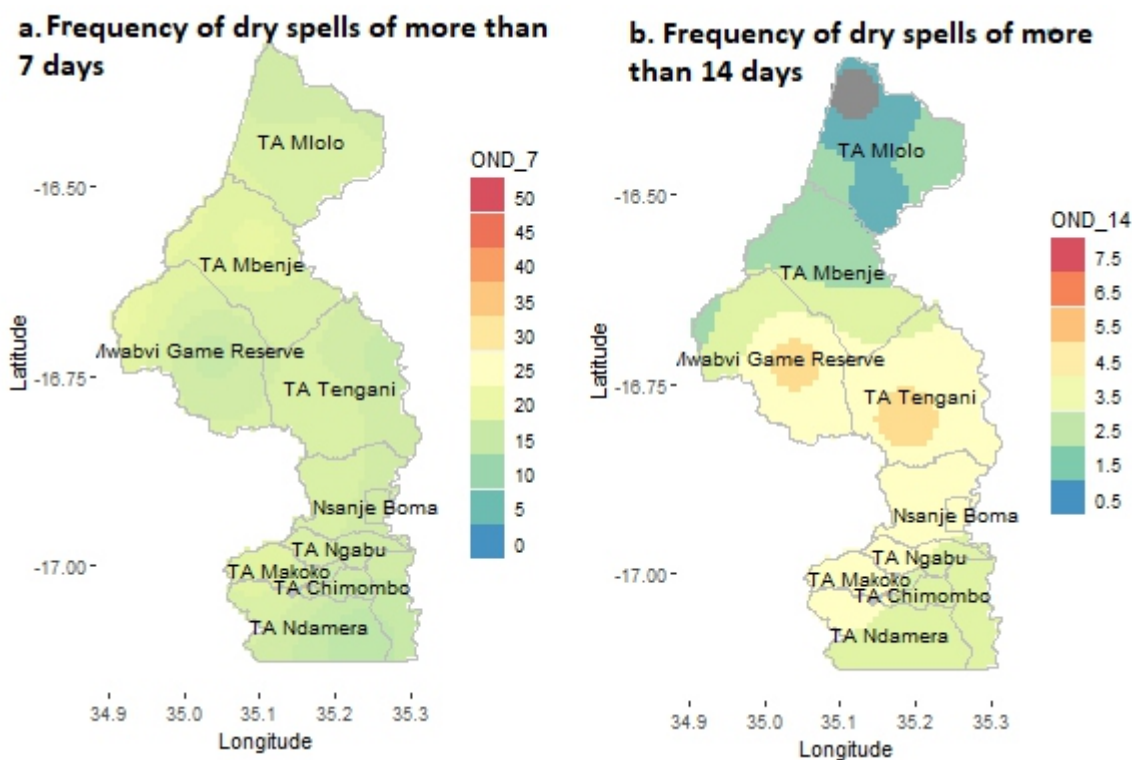 a. Frequency of dry spells of more than
7 days
TA Mlolo
TA Mbenje
Mwabvi Game Reserve
TA Tengani
Nsanje Boma
TA Ngabu
TA Makoko
TA Chimombo
TA Ndamera
-16.50
-16.75
-17.00
Latitude
34.9 35.0 35.1 35.2 35.3
Longitude
OND_7
50
45
40
35
30
25
20
15
10
5
0
b. Frequency of dry spells of more
than 14 days
TA Mlolo
TA Mbenje
Mwabvi Game Reserve
TA Tengani
Nsanje Boma
TA Ngabu
TA Makoko
TA Chimombo
TA Ndamera
-16.50
-16.75
-17.00
Latitude
34.9 35.0 35.1 35.2 35.3
Longitude
OND_14
7.5
6.5
5.5
4.5
3.5
2.5
1.5
0.5